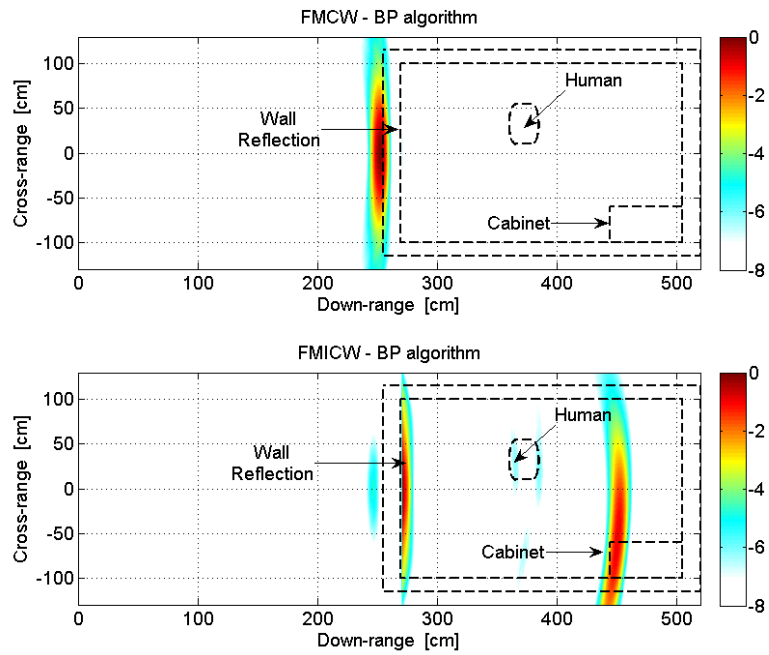 FMCW - BP algorithm
Cross-range [cm]
100
50
0
-50
-100
Wall
Reflection
Human
Cabinet
0
100
200
300
400
500
Down-range [cm]
0
-2
-4
-6
-8
FMICW - BP algorithm
Cross-range [cm]
100
50
0
-50
-100
Wall
Reflection
Human
Cabinet
0
100
200
300
400
500
Down-range [cm]
0
-2
-4
-6
-8